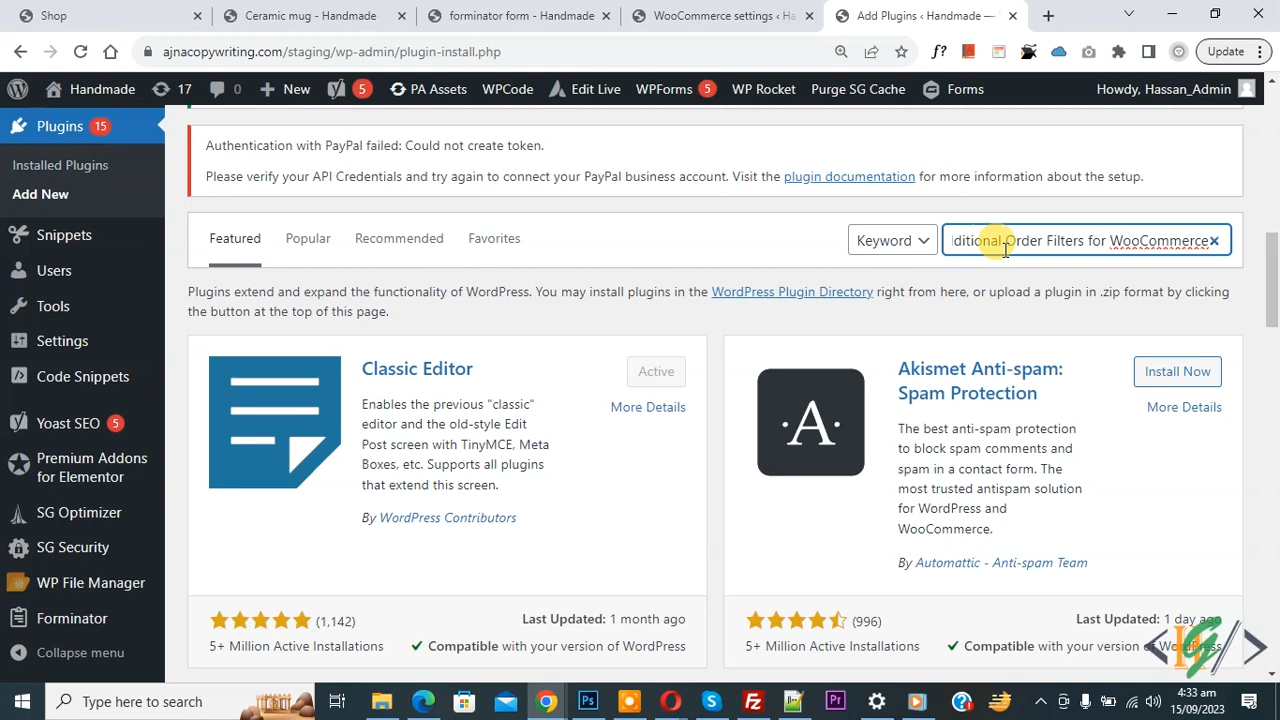 Shop
Ceramic mug - Handmade
forminator form - Handmade
WooCommerce settings ‹ Ha
Add Plugins ‹ Handmade —
ajnacopywriting.com/staging/wp-admin/plugin-install.php
f?
Update
Handmade
17
0
New
5
PA Assets
WPCode
Edit Live
WPForms
5
WP Rocket
Purge SG Cache
Forms
Howdy, Hassan_Admin
Plugins 15
Installed Plugins
Add New
Snippets
Users
Tools
Settings
Code Snippets
Yoast SEO 5
Premium Addons
for Elementor
SG Optimizer
SG Security
WP File Manager
Forminator
Collapse menu
Authentication with PayPal failed: Could not create token.
Please verify your API Credentials and try again to connect your PayPal business account. Visit the plugin documentation for more information about the setup.
Featured
Popular
Recommended
Favorites
Keyword
ditional Order Filters for WooCommerce
Plugins extend and expand the functionality of WordPress. You may install plugins in the WordPress Plugin Directory right from here, or upload a plugin in .zip format by clicking
the button at the top of this page.
Classic Editor
Active
More Details
Enables the previous "classic"
editor and the old-style Edit
Post screen with TinyMCE, Meta
Boxes, etc. Supports all plugins
that extend this screen.
By WordPress Contributors
(1,142)
5+ Million Active Installations
Last Updated: 1 month ago
Compatible with your version of WordPress
A
Akismet Anti-spam:
Spam Protection
Install Now
More Details
The best anti-spam protection
to block spam comments and
spam in a contact form. The
most trusted antispam solution
for WordPress and
WooCommerce.
By Automattic - Anti-spam Team
(996)
5+ Million Active Installations
Last Updated: 1 day ago
Compatible with your version of WordPress
Type here to search
4:33 am
15/09/2023